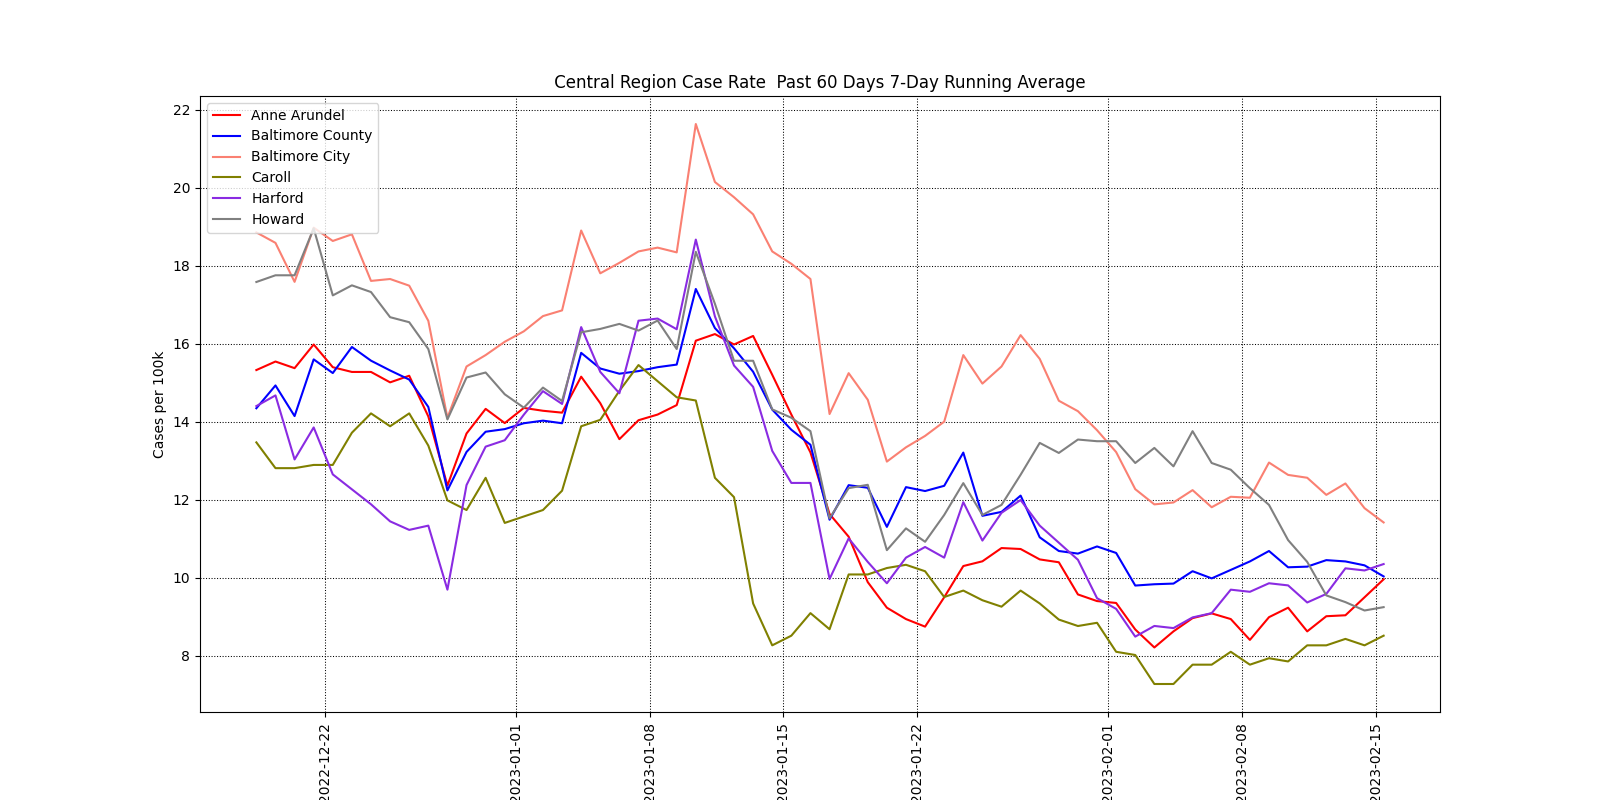 Central Region Case Rate  Past 60 Days 7-Day Running Average
Anne Arundel
Baltimore County
Baltimore City
Caroll
Harford
Howard
Cases per 100k
22
20
18
16
14
12
10
8
2022-12-22
2023-01-01
2023-01-08
2023-01-15
2023-01-22
2023-02-01
2023-02-08
2023-02-15